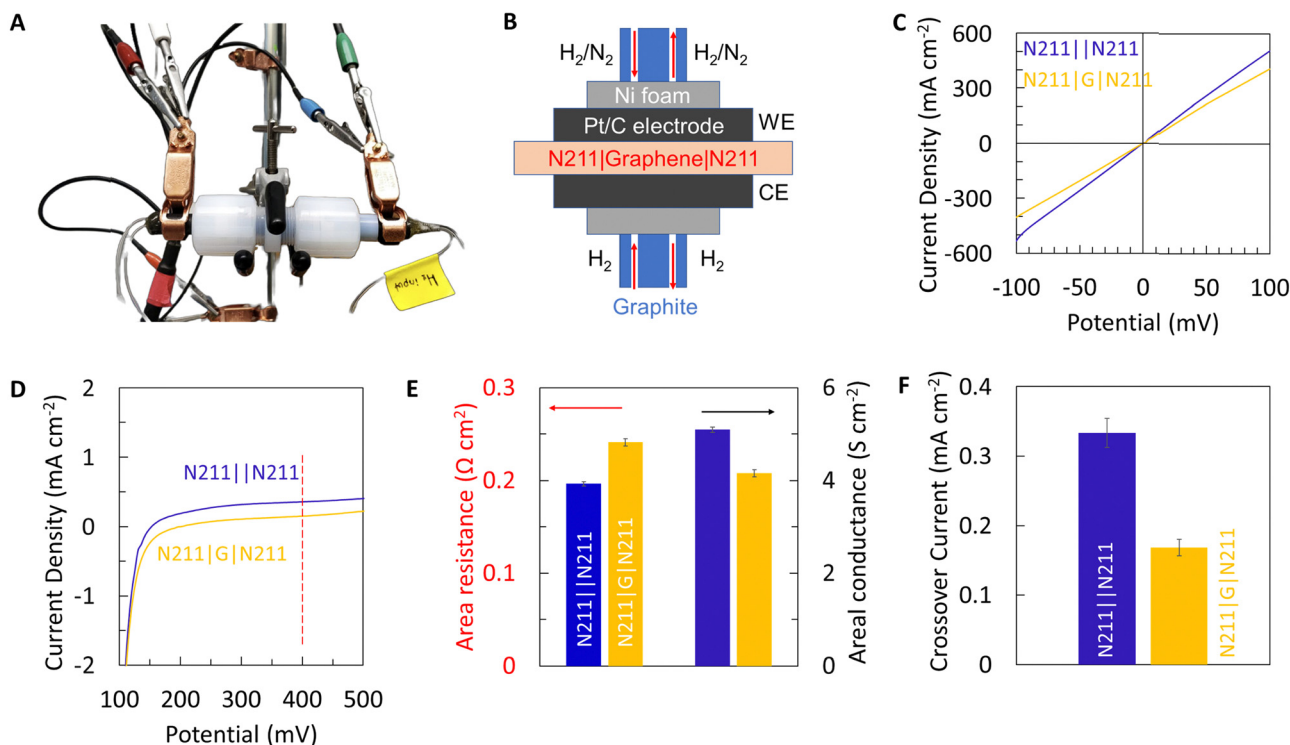 A
H₂ input
B
H₂/N₂
H₂/N₂
Ni foam
Pt/C electrode
WE
N211|Graphene|N211
CE
H₂
H₂
Graphite
C
N211||N211
N211|G|N211
Current Density (mA cm⁻²)
600
300
0
-300
-600
-100
-50
0
50
100
Potential (mV)
D
Current Density (mA cm⁻²)
2
1
0
-1
-2
N211||N211
N211|G|N211
100
200
300
400
500
Potential (mV)
E
Area resistance (Ω cm²)
0.3
0.2
0.1
0
N211||N211
N211|G|N211
6
4
2
0
Areal conductance (S cm⁻²)
F
Crossover Current (mA cm⁻²)
0.4
0.3
0.2
0.1
0
N211||N211
N211|G|N211